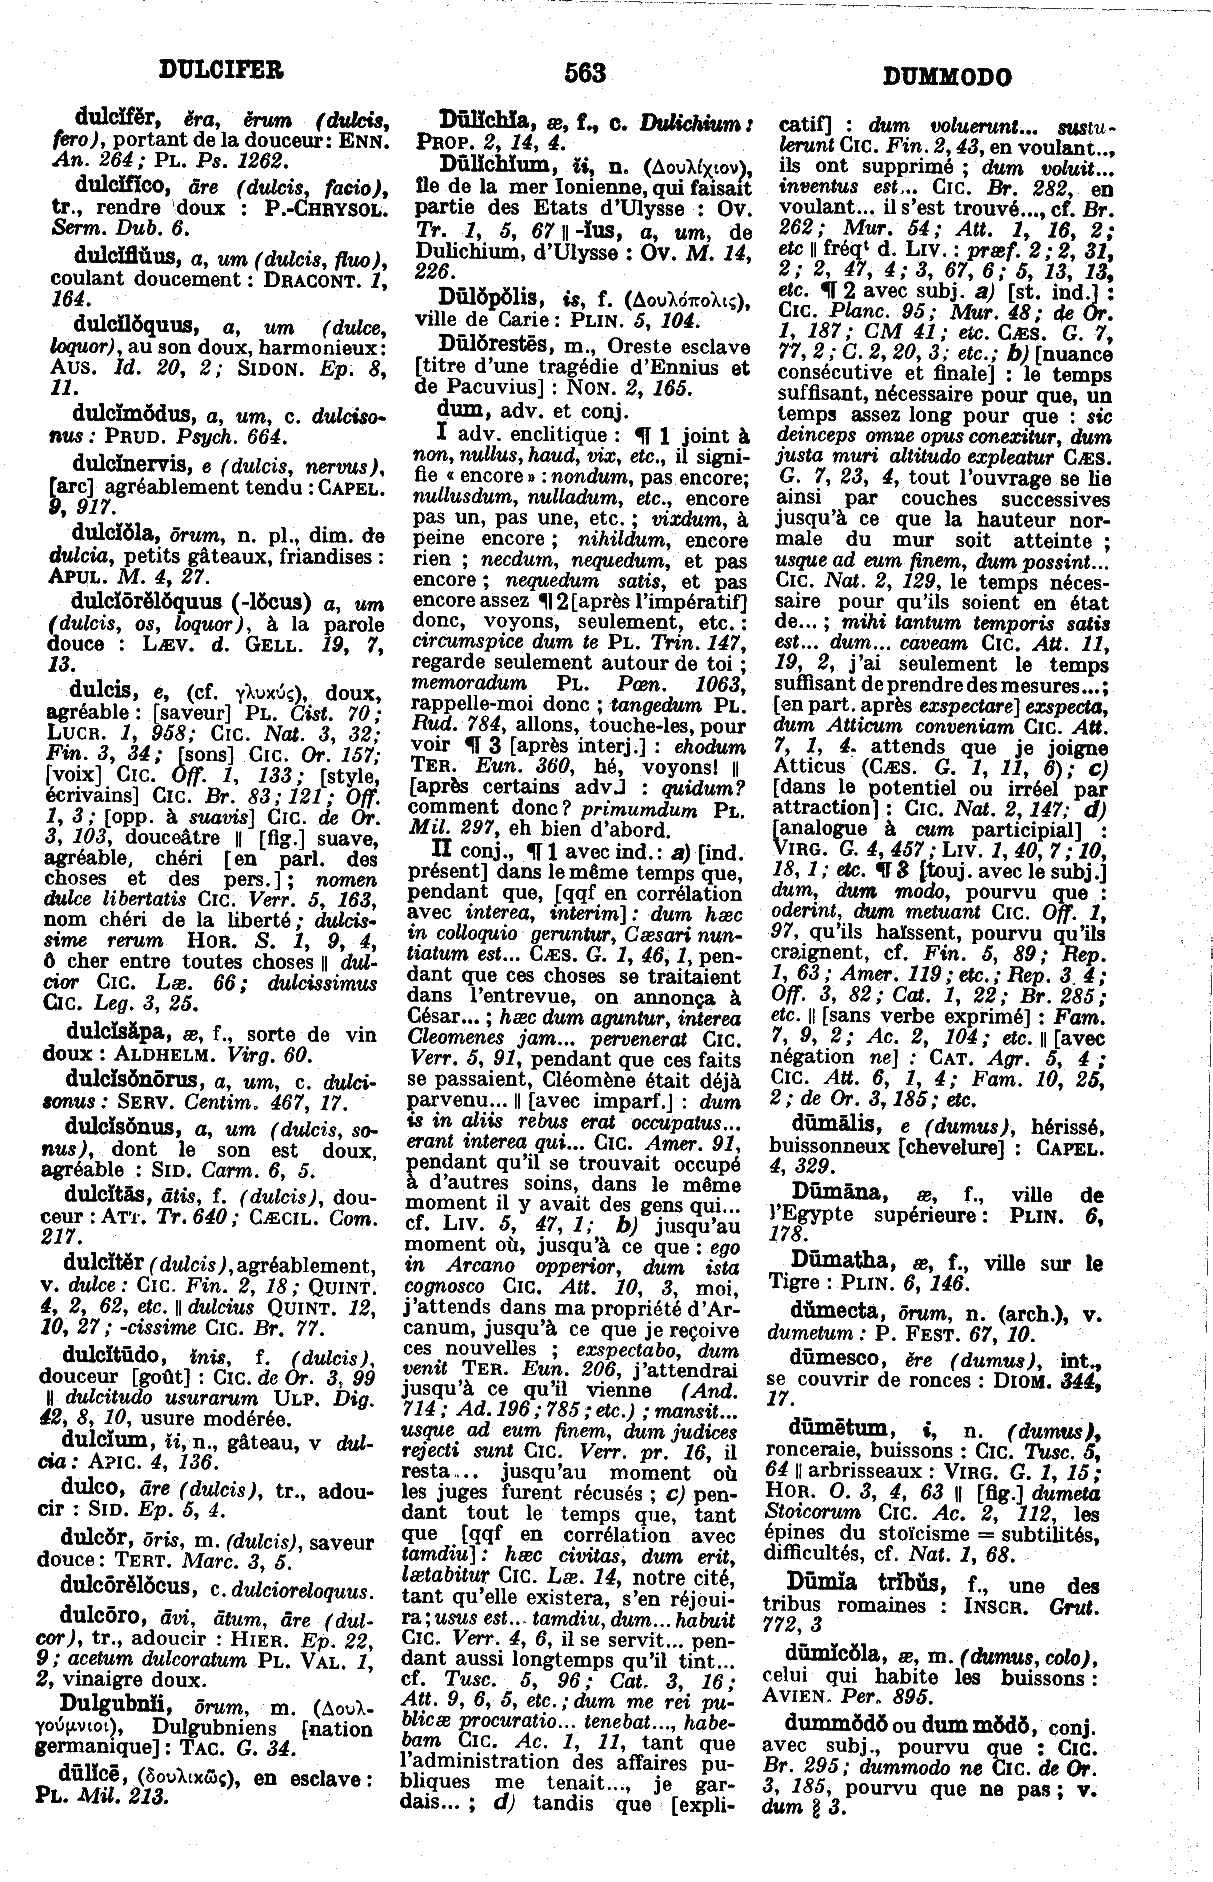 DULCIFER
563
DUMMODO
dulcĭfĕr, ĕra, ĕrum (dulcis,
fero), portant de la douceur : ENN.
An. 264 ; PL. Ps. 1262.
dulcĭfĭco, āre (dulcis, facio),
tr., rendre doux : P.-CHRYSOL.
Serm. Dub. 6.
dulcĭflŭus, a, um (dulcis, fluo),
coulant doucement : DRACONT. 1,
164.
dulcĭlŏquus, a, um (dulce,
loquor), au son doux, harmonieux :
AUS. Id. 20, 2 ; SIDON. Ep. 8,
11.
dulcĭmŏdus, a, um, c. dulciso-
nus : PRUD. Psych. 664.
dulcĭnervis, e (dulcis, nervus),
[arc] agréablement tendu : CAPEL.
9, 917.
dulcĭŏla, ōrum, n. pl., dim. de
dulcia, petits gâteaux, friandises :
APUL. M. 4, 27.
dulcĭōrĕlŏquus (-lŏcus) a, um
(dulcis, os, loquor), à la parole
douce : LÆV. d. GELL. 19, 7,
13.
dulcis, e, (cf. γλυκύς), doux,
agréable : [saveur] PL. Cist. 70 ;
LUCR. 1, 958 ; CIC. Nat. 3, 32 ;
Fin. 3, 34 ; [sons] CIC. Or. 157 ;
[voix] CIC. Off. 1, 133 ; [style,
écrivains] CIC. Br. 83 ; 121 ; Off.
1, 3 ; [opp. à suavis] CIC. de Or.
3, 103, douceâtre ‖ [fig.] suave,
agréable, chéri [en parl. des
choses et des pers.] ; nomen
dulce libertatis CIC. Verr. 5, 163,
nom chéri de la liberté ; dulcis-
sime rerum HOR. S. 1, 9, 4,
ô cher entre toutes choses ‖ dul-
cior CIC. Læ. 66 ; dulcissimus
CIC. Leg. 3, 25.
dulcĭsăpa, æ, f., sorte de vin
doux : ALDHELM. Virg. 60.
dulcĭsŏnōrus, a, um, c. dulci-
sonus : SERV. Centim. 467, 17.
dulcĭsŏnus, a, um (dulcis, so-
nus), dont le son est doux,
agréable : SID. Carm. 6, 5.
dulcĭtās, ātis, f. (dulcis), dou-
ceur : ATT. Tr. 640 ; CÆCIL. Com.
217.
dulcĭtĕr (dulcis), agréablement,
v. dulce : CIC. Fin. 2, 18 ; QUINT.
4, 2, 62, etc. ‖ dulcius QUINT. 12,
10, 27 ; -cissime CIC. Br. 77.
dulcĭtūdo, ĭnis, f. (dulcis),
douceur [goût] : CIC. de Or. 3, 99
‖ dulcitudo usurarum ULP. Dig.
42, 8, 10, usure modérée.
dulcĭum, ĭi, n., gâteau, v dul-
cia : APIC. 4, 136.
dulco, āre (dulcis), tr., adou-
cir : SID. Ep. 5, 4.
dulcŏr, ōris, m. (dulcis), saveur
douce : TERT. Marc. 3, 5.
dulcōrĕlŏcus, c. dulcioreloquus.
dulcōro, āvi, ātum, āre (dul-
cor), tr., adoucir : HIER. Ep. 22,
9 ; acetum dulcoratum PL. VAL. 1,
2, vinaigre doux.
Dulgubnĭi, ōrum, m. (Δουλ-
γούμνιοι), Dulgubniens [nation
germanique] : TAC. G. 34.
dūlĭcē, (δουλικῶς), en esclave :
PL. Mil. 213.
Dūlĭchĭa, æ, f., c. Dulichium :
PROP. 2, 14, 4.
Dūlĭchĭum, ĭi, n. (Δουλίχιον),
île de la mer Ionienne, qui faisait
partie des Etats d'Ulysse : OV.
Tr. 1, 5, 67 ‖ -ĭus, a, um, de
Dulichium, d'Ulysse : OV. M. 14,
226.
Dūlŏpŏlis, is, f. (Δουλόπολις),
ville de Carie : PLIN. 5, 104.
Dūlŏrestēs, m., Oreste esclave
[titre d'une tragédie d'Ennius et
de Pacuvius] : NON. 2, 165.
dum, adv. et conj.
I adv. enclitique : ¶ 1 joint à
non, nullus, haud, vix, etc., il signi-
fie « encore » : nondum, pas encore ;
nullusdum, nulladum, etc., encore
pas un, pas une, etc. ; vixdum, à
peine encore ; nihildum, encore
rien ; necdum, nequedum, et pas
encore ; nequedum satis, et pas
encore assez ¶ 2 [après l'impératif]
donc, voyons, seulement, etc. :
circumspice dum te PL. Trin. 147,
regarde seulement autour de toi ;
memoradum PL. Pœn. 1063,
rappelle-moi donc ; tangedum PL.
Rud. 784, allons, touche-les, pour
voir ¶ 3 [après interj.] : ehodum
TER. Eun. 360, hé, voyons! ‖
[après certains adv.] : quidum?
comment donc? primumdum PL.
Mil. 297, eh bien d'abord.
II conj., ¶ 1 avec ind. : a) [ind.
présent] dans le même temps que,
pendant que, [qqf en corrélation
avec interea, interim] : dum hæc
in colloquio geruntur, Cæsari nun-
tiatum est... CÆS. G. 1, 46, 1, pen-
dant que ces choses se traitaient
dans l'entrevue, on annonça à
César... ; hæc dum aguntur, interea
Cleomenes jam... pervenerat CIC.
Verr. 5, 91, pendant que ces faits
se passaient, Cléomène était déjà
parvenu... ‖ [avec imparf.] : dum
is in aliis rebus erat occupatus...
erant interea qui... CIC. Amer. 91,
pendant qu'il se trouvait occupé
à d'autres soins, dans le même
moment il y avait des gens qui...
cf. LIV. 5, 47, 1 ; b) jusqu'au
moment où, jusqu'à ce que : ego
in Arcano opperior, dum ista
cognosco CIC. Att. 10, 3, moi,
j'attends dans ma propriété d'Ar-
canum, jusqu'à ce que je reçoive
ces nouvelles ; exspectabo, dum
venit TER. Eun. 206, j'attendrai
jusqu'à ce qu'il vienne (And.
714 ; Ad. 196 ; 785 ; etc.) ; mansit...
usque ad eum finem, dum judices
rejecti sunt CIC. Verr. pr. 16, il
resta... jusqu'au moment où
les juges furent récusés ; c) pen-
dant tout le temps que, tant
que [qqf en corrélation avec
tamdiu] : hæc civitas, dum erit,
lætabitur CIC. Læ. 14, notre cité,
tant qu'elle existera, s'en réjoui-
ra ; usus est... tamdiu, dum... habuit
CIC. Verr. 4, 6, il se servit... pen-
dant aussi longtemps qu'il tint...
cf. Tusc. 5, 96 ; Cat. 3, 16 ;
Att. 9, 6, 5, etc. ; dum me rei pu-
blicæ procuratio... tenebat..., habe-
bam CIC. Ac. 1, 11, tant que
l'administration des affaires pu-
bliques me tenait..., je gar-
dais... ; d) tandis que [expli-
catif] : dum voluerunt... sustu-
lerunt CIC. Fin. 2, 43, en voulant...,
ils ont supprimé ; dum voluit...
inventus est... CIC. Br. 282, en
voulant... il s'est trouvé..., cf. Br.
262 ; Mur. 54 ; Att. 1, 16, 2 ;
etc ‖ fréqᵗ d. LIV. : præf. 2 ; 2, 31,
2 ; 2, 47, 4 ; 3, 67, 6 ; 5, 13, 13,
etc. ¶ 2 avec subj. a) [st. ind.] :
CIC. Planc. 95 ; Mur. 48 ; de Or.
1, 187 ; CM 41 ; etc. CÆS. G. 7,
77, 2 ; C. 2, 20, 3 ; etc. ; b) [nuance
consécutive et finale] : le temps
suffisant, nécessaire pour que, un
temps assez long pour que : sic
deinceps omne opus conexitur, dum
justa muri altitudo expleatur CÆS.
G. 7, 23, 4, tout l'ouvrage se lie
ainsi par couches successives
jusqu'à ce que la hauteur nor-
male du mur soit atteinte ;
usque ad eum finem, dum possint...
CIC. Nat. 2, 129, le temps néces-
saire pour qu'ils soient en état
de... ; mihi tantum temporis satis
est... dum... caveam CIC. Att. 11,
19, 2, j'ai seulement le temps
suffisant de prendre des mesures... ;
[en part. après exspectare] exspecta,
dum Atticum conveniam CIC. Att.
7, 1, 4. attends que je joigne
Atticus (CÆS. G. 1, 11, 6) ; c)
[dans le potentiel ou irréel par
attraction] : CIC. Nat. 2, 147 ; d)
[analogue à cum participial] :
VIRG. G. 4, 457 ; LIV. 1, 40, 7 ; 10,
18, 1 ; etc. ¶ 3 [touj. avec le subj.]
dum, dum modo, pourvu que :
oderint, dum metuant CIC. Off. 1,
97, qu'ils haïssent, pourvu qu'ils
craignent, cf. Fin. 5, 89 ; Rep.
1, 63 ; Amer. 119 ; etc. ; Rep. 3 4 ;
Off. 3, 82 ; Cat. 1, 22 ; Br. 285 ;
etc. ‖ [sans verbe exprimé] : Fam.
7, 9, 2 ; Ac. 2, 104 ; etc. ‖ [avec
négation ne] : CAT. Agr. 5, 4 ;
CIC. Att. 6, 1, 4 ; Fam. 10, 25,
2 ; de Or. 3, 185 ; etc.
dūmālis, e (dumus), hérissé,
buissonneux [chevelure] : CAPEL.
4, 329.
Dūmāna, æ, f., ville de
l'Egypte supérieure : PLIN. 6,
178.
Dūmatha, æ, f., ville sur le
Tigre : PLIN. 6, 146.
dūmecta, ōrum, n. (arch.), v.
dumetum : P. FEST. 67, 10.
dūmesco, ĕre (dumus), int.,
se couvrir de ronces : DIOM. 344,
17.
dūmētum, i, n. (dumus),
ronceraie, buissons : CIC. Tusc. 5,
64 ‖ arbrisseaux : VIRG. G. 1, 15 ;
HOR. O. 3, 4, 63 ‖ [fig.] dumeta
Stoicorum CIC. Ac. 2, 112, les
épines du stoïcisme = subtilités,
difficultés, cf. Nat. 1, 68.
Dūmĭa trĭbŭs, f., une des
tribus romaines : INSCR. Grut.
772, 3
dūmĭcŏla, æ, m. (dumus, colo),
celui qui habite les buissons :
AVIEN. Per. 895.
dummŏdŏ ou dum mŏdŏ, conj.
avec subj., pourvu que : CIC.
Br. 295 ; dummodo ne CIC. de Or.
3, 185, pourvu que ne pas ; v.
dum § 3.